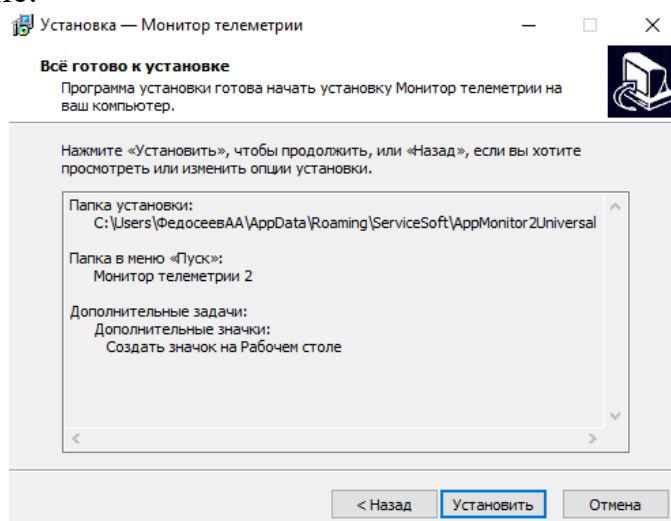 Установка — Монитор телеметрии
Всё готово к установке
Программа установки готова начать установку Монитор телеметрии на
ваш компьютер.
Нажмите «Установить», чтобы продолжить, или «Назад», если вы хотите
просмотреть или изменить опции установки.
Папка установки:
C:\Users\ФедосеевАА\AppData\Roaming\ServiceSoft\AppMonitor2Universal
Папка в меню «Пуск»:
Монитор телеметрии 2
Дополнительные задачи:
Дополнительные значки:
Создать значок на Рабочем столе
< Назад
Установить
Отмена